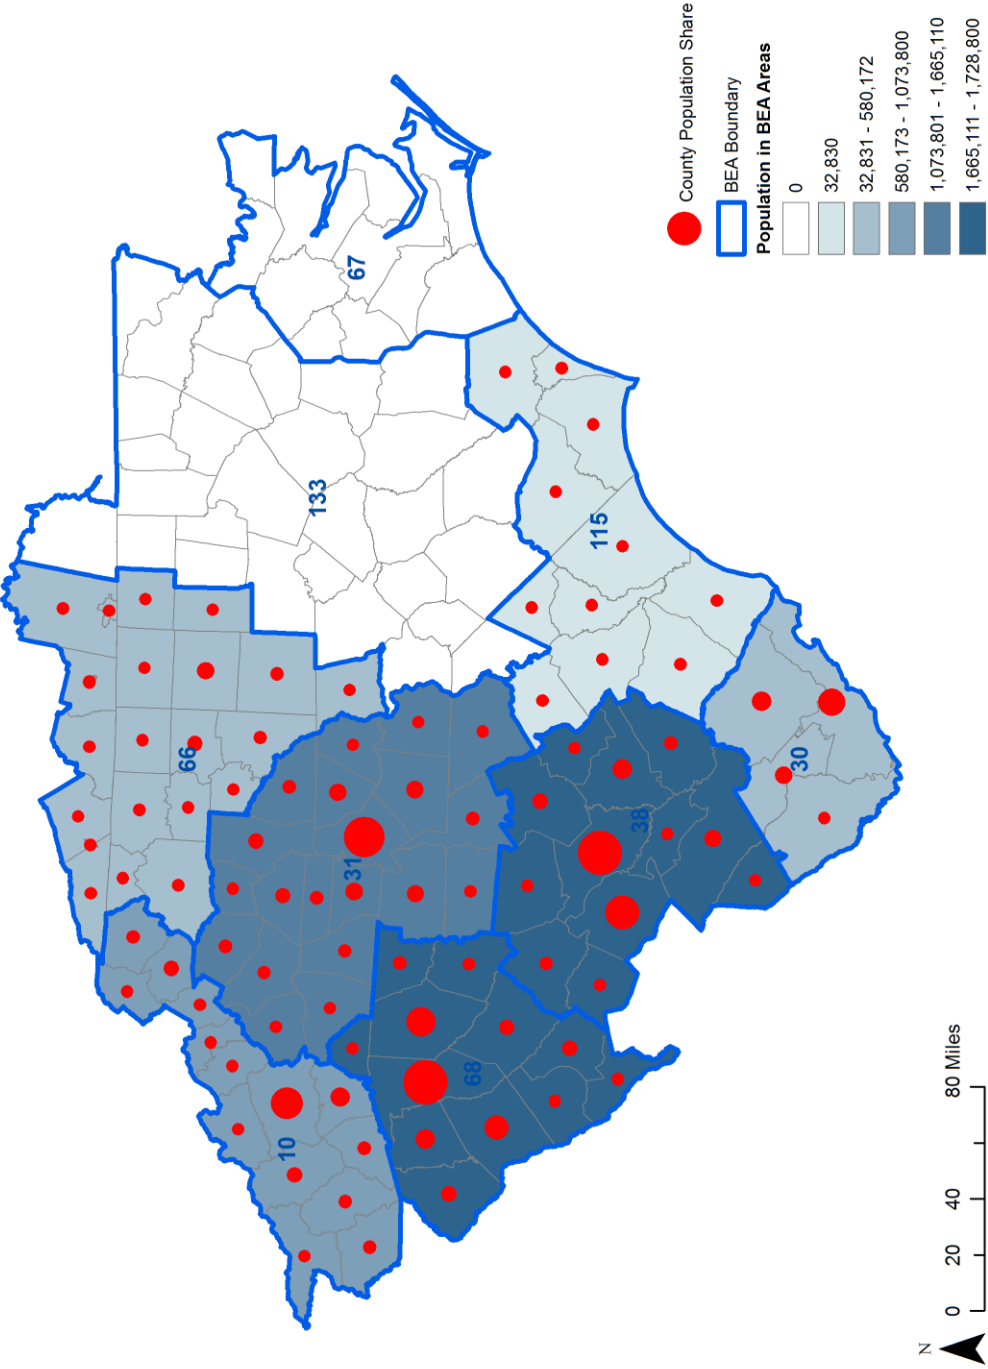 66
10
31
133
67
68
38
115
30
County Population Share
BEA Boundary
Population in BEA Areas
0
32,830
32,831 - 580,172
580,173 - 1,073,800
1,073,801 - 1,665,110
1,665,111 - 1,728,800
N
0 20 40 80 Miles